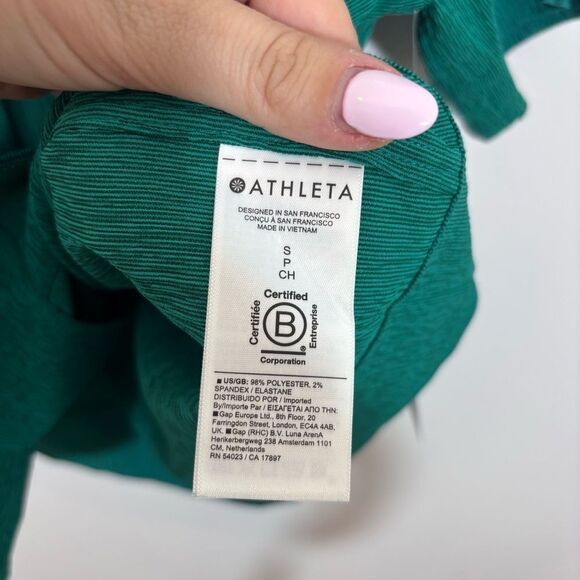 ATHLETA
DESIGNED IN SAN FRANCISCO
CONÇU À SAN FRANCISCO
MADE IN VIETNAM
S
P
CH
Certified
Certifiée
B
®
Entreprise
Corporation
■ US/GB: 98% POLYESTER, 2%
SPANDEX / ELASTANE
DISTRIBUIDO POR / Imported
By/Importe Par / ΕΙΣΑΓΕΤΑΙ ΑΠΟ ΤΗΝ:
■Gap Europe Ltd., 8th Floor, 20
Farringdon Street, London, EC4A 4AB,
UK. ■Gap (RHC) B.V. Luna ArenA
Herikerbergweg 238 Amsterdam 1101
CM, Netherlands
RN 54023 / CA 17897